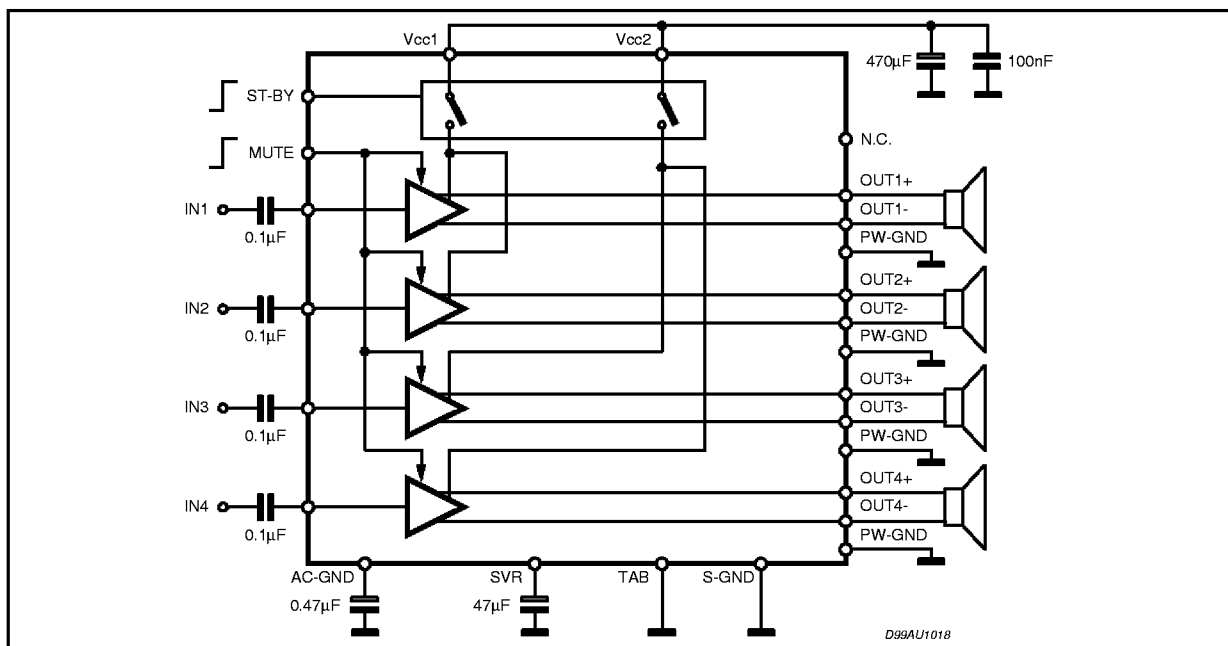 Vcc1
Vcc2
470µF
100nF
ST-BY
MUTE
N.C.
IN1
0.1µF
OUT1+
OUT1-
PW-GND
IN2
0.1µF
OUT2+
OUT2-
PW-GND
IN3
0.1µF
OUT3+
OUT3-
PW-GND
IN4
0.1µF
OUT4+
OUT4-
PW-GND
AC-GND
SVR
TAB
S-GND
0.47µF
47µF
D99AU1018